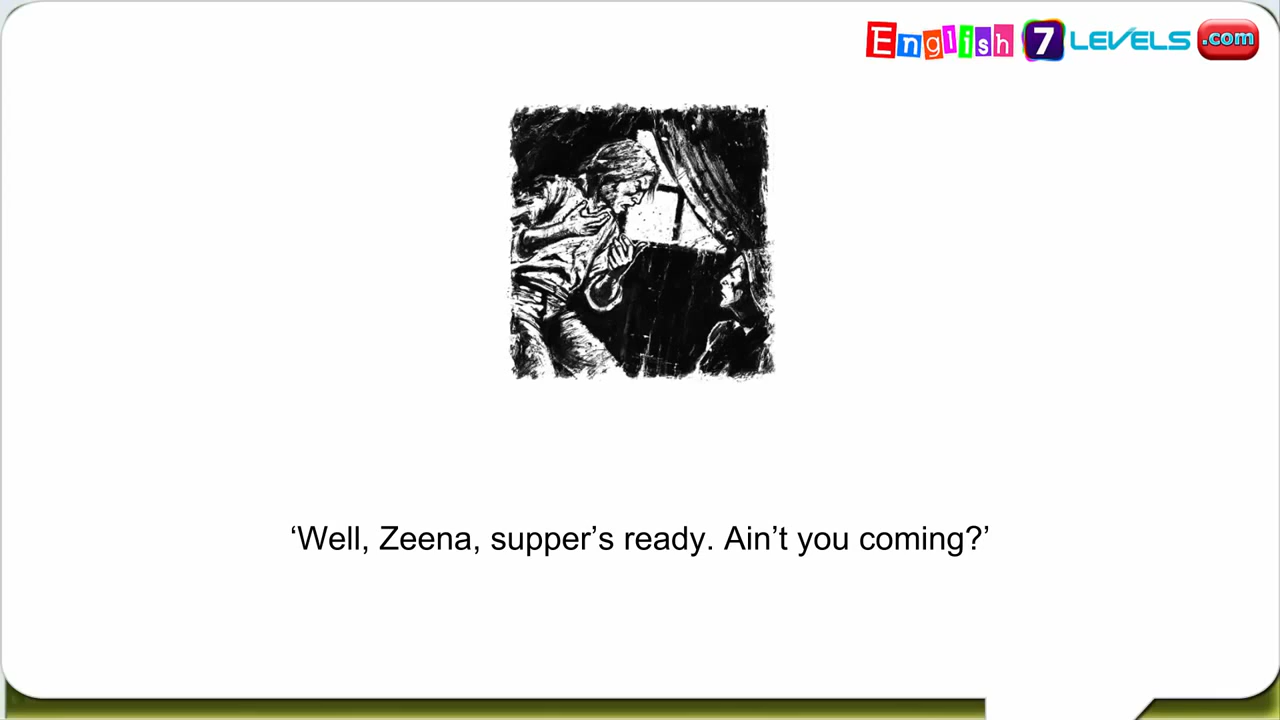 English 7 LEVELS .com
‘Well, Zeena, supper’s ready. Ain’t you coming?’